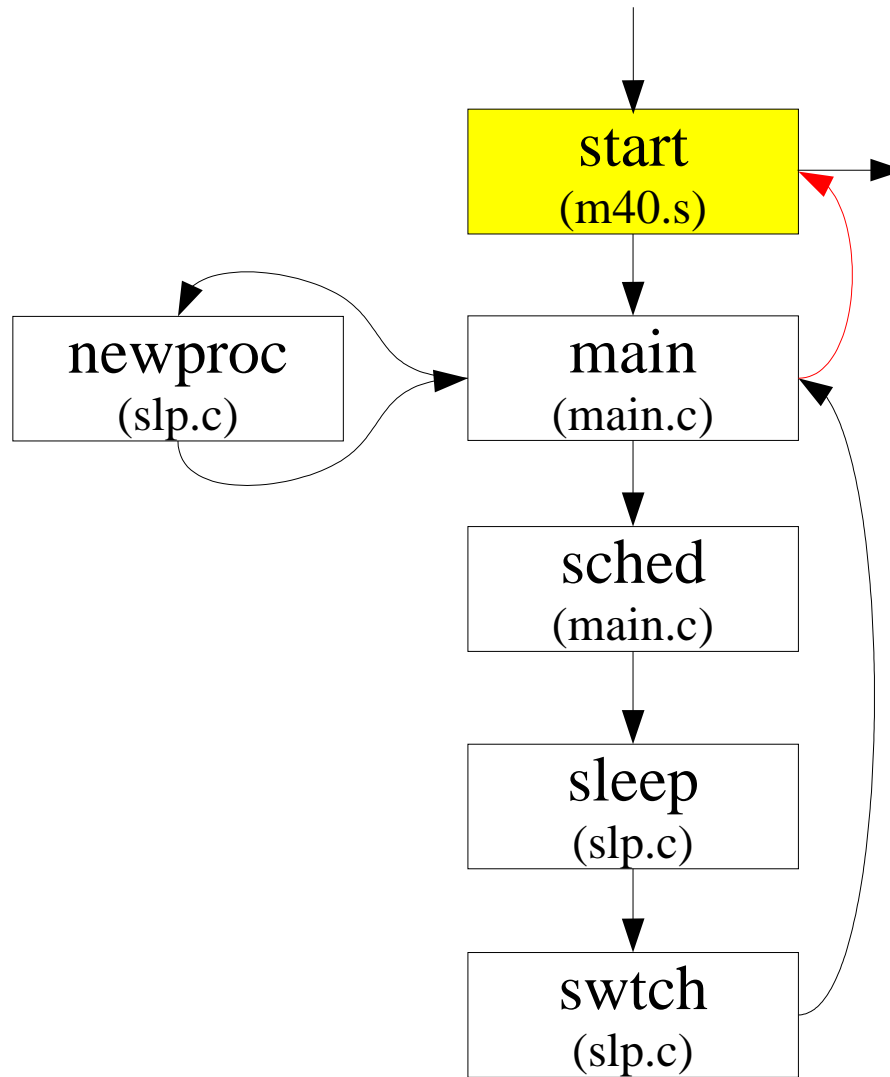 start
(m40.s)
newproc
(slp.c)
main
(main.c)
sched
(main.c)
sleep
(slp.c)
swtch
(slp.c)